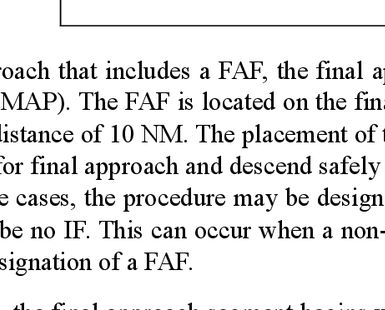 roach that includes a FAF, the final ap
MAP). The FAF is located on the fina
distance of 10 NM. The placement of t
for final approach and descend safely
e cases, the procedure may be design
be no IF. This can occur when a non-
signation of a FAF.
the final approach segment begins